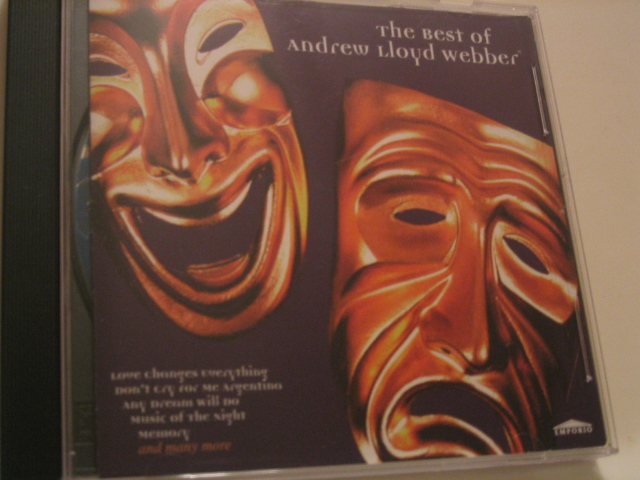 The Best of
Andrew Lloyd Webber
Love Changes Everything
Don't Cry For Me Argentina
Any Dream Will Do
Music of The Night
Memory
and many more
EMPORIO